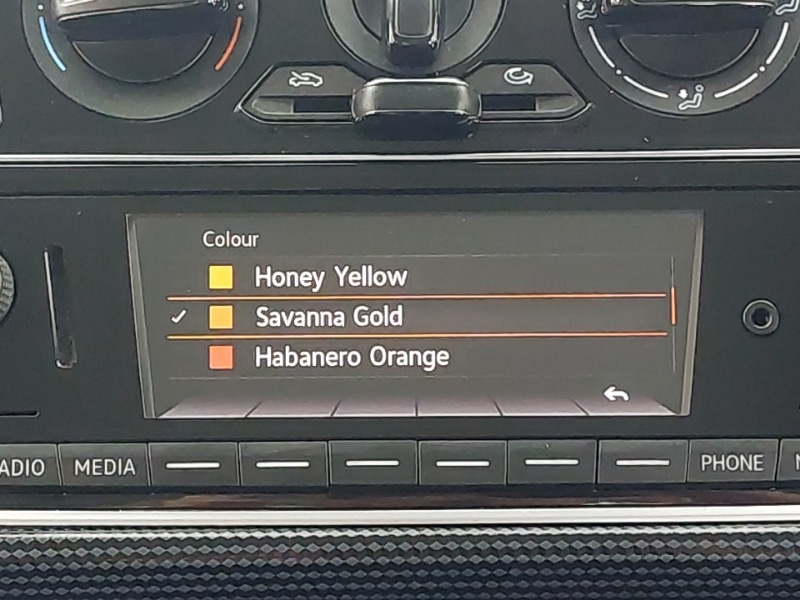 Colour
Honey Yellow
Savanna Gold
Habanero Orange
ADIO MEDIA PHONE